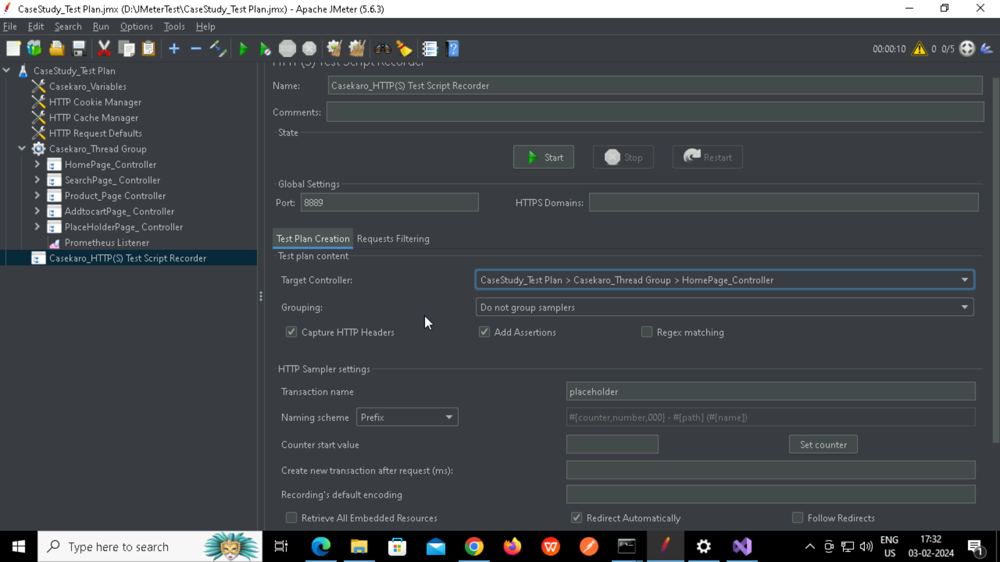 CaseStudy_Test Plan.jmx (D:\JMeterTest\CaseStudy_Test Plan.jmx) - Apache JMeter (5.6.3)
File Edit Search Run Options Tools Help
STOP
00:00:10 0 0/5
CaseStudy_Test Plan
Casekaro_Variables
HTTP Cookie Manager
HTTP Cache Manager
HTTP Request Defaults
Casekaro_Thread Group
HomePage_Controller
SearchPage_ Controller
Product_Page Controller
AddtocartPage_ Controller
PlaceHolderPage_ Controller
Prometheus Listener
Casekaro_HTTP(S) Test Script Recorder
HTTP(S) Test Script Recorder
Name: Casekaro_HTTP(S) Test Script Recorder
Comments:
State
Start Stop Restart
Global Settings
Port: 8889 HTTPS Domains:
Test Plan Creation Requests Filtering
Test plan content
Target Controller: CaseStudy_Test Plan > Casekaro_Thread Group > HomePage_Controller
Grouping: Do not group samplers
Capture HTTP Headers Add Assertions Regex matching
HTTP Sampler settings
Transaction name placeholder
Naming scheme Prefix #{counter,number,000} - #{path} (#{name})
Counter start value Set counter
Create new transaction after request (ms):
Recording's default encoding
Retrieve All Embedded Resources Redirect Automatically Follow Redirects
Type here to search
ENG
US
17:32
03-02-2024
1